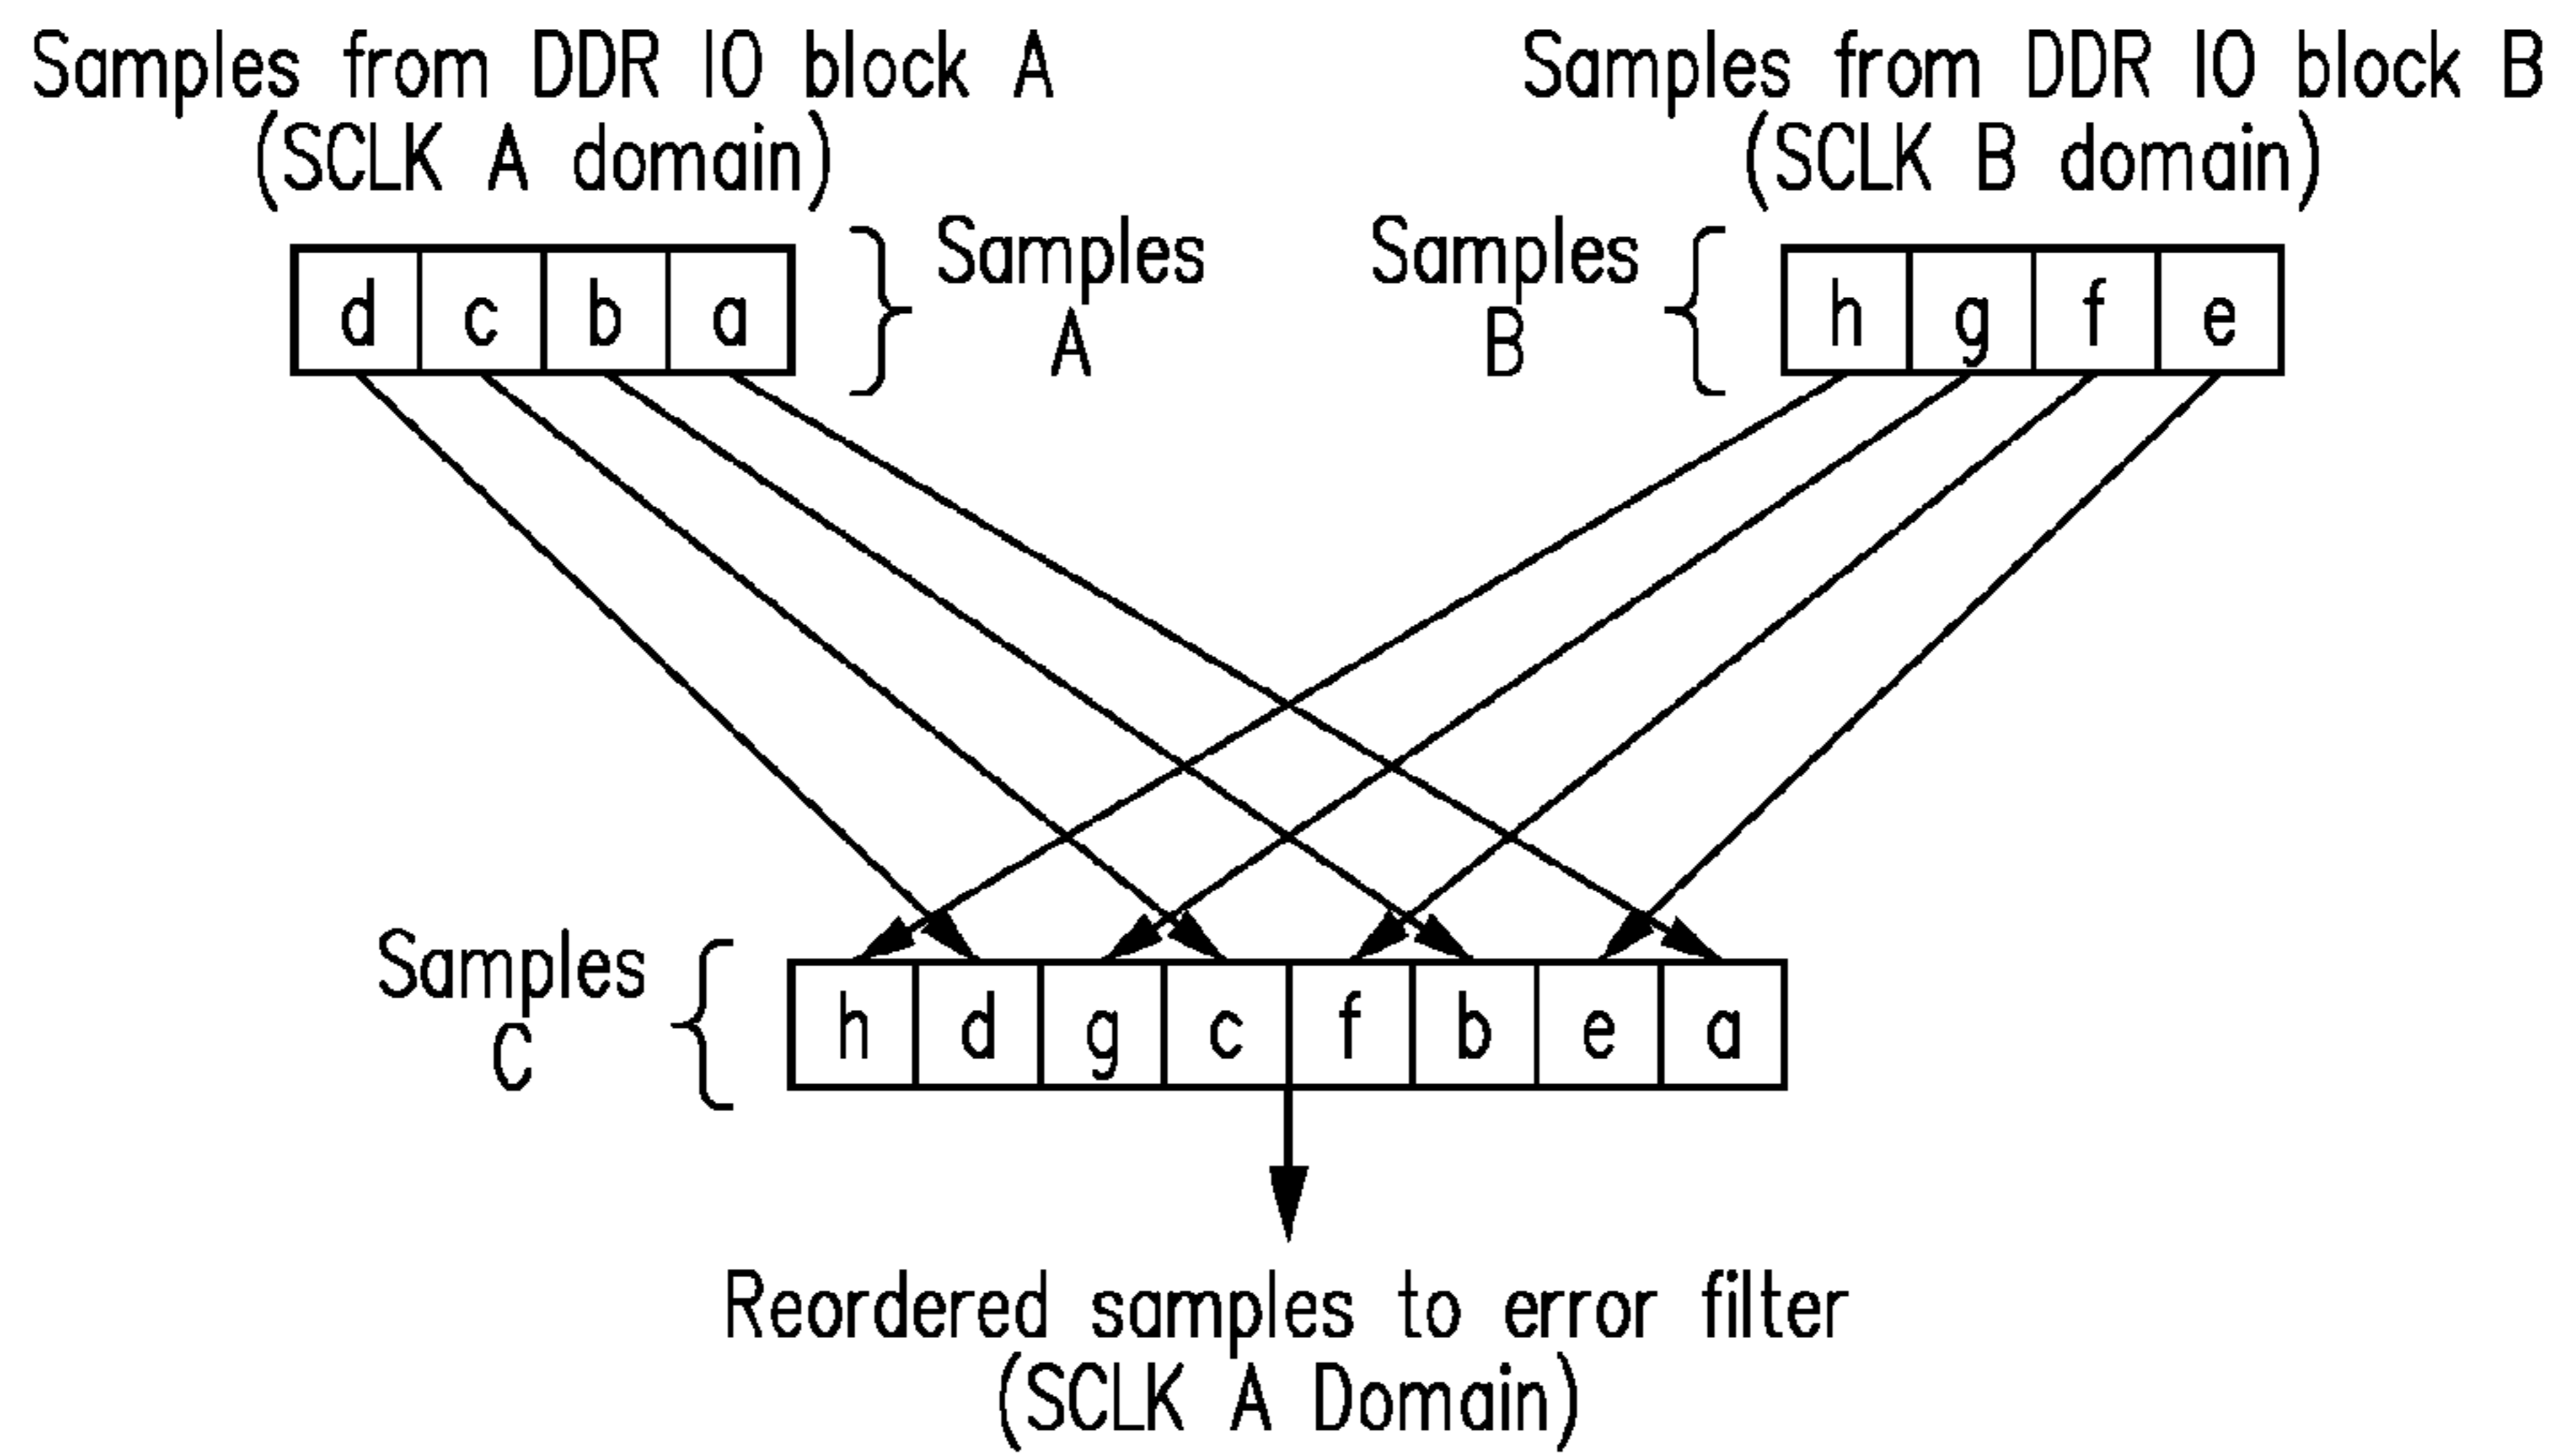 Samples from DDR IO block A
(SCLK A domain)
Samples from DDR IO block B
(SCLK B domain)
d c b a
Samples
A
Samples
B
h g f e
Samples
C
h d g c f b e a
Reordered samples to error filter
(SCLK A Domain)